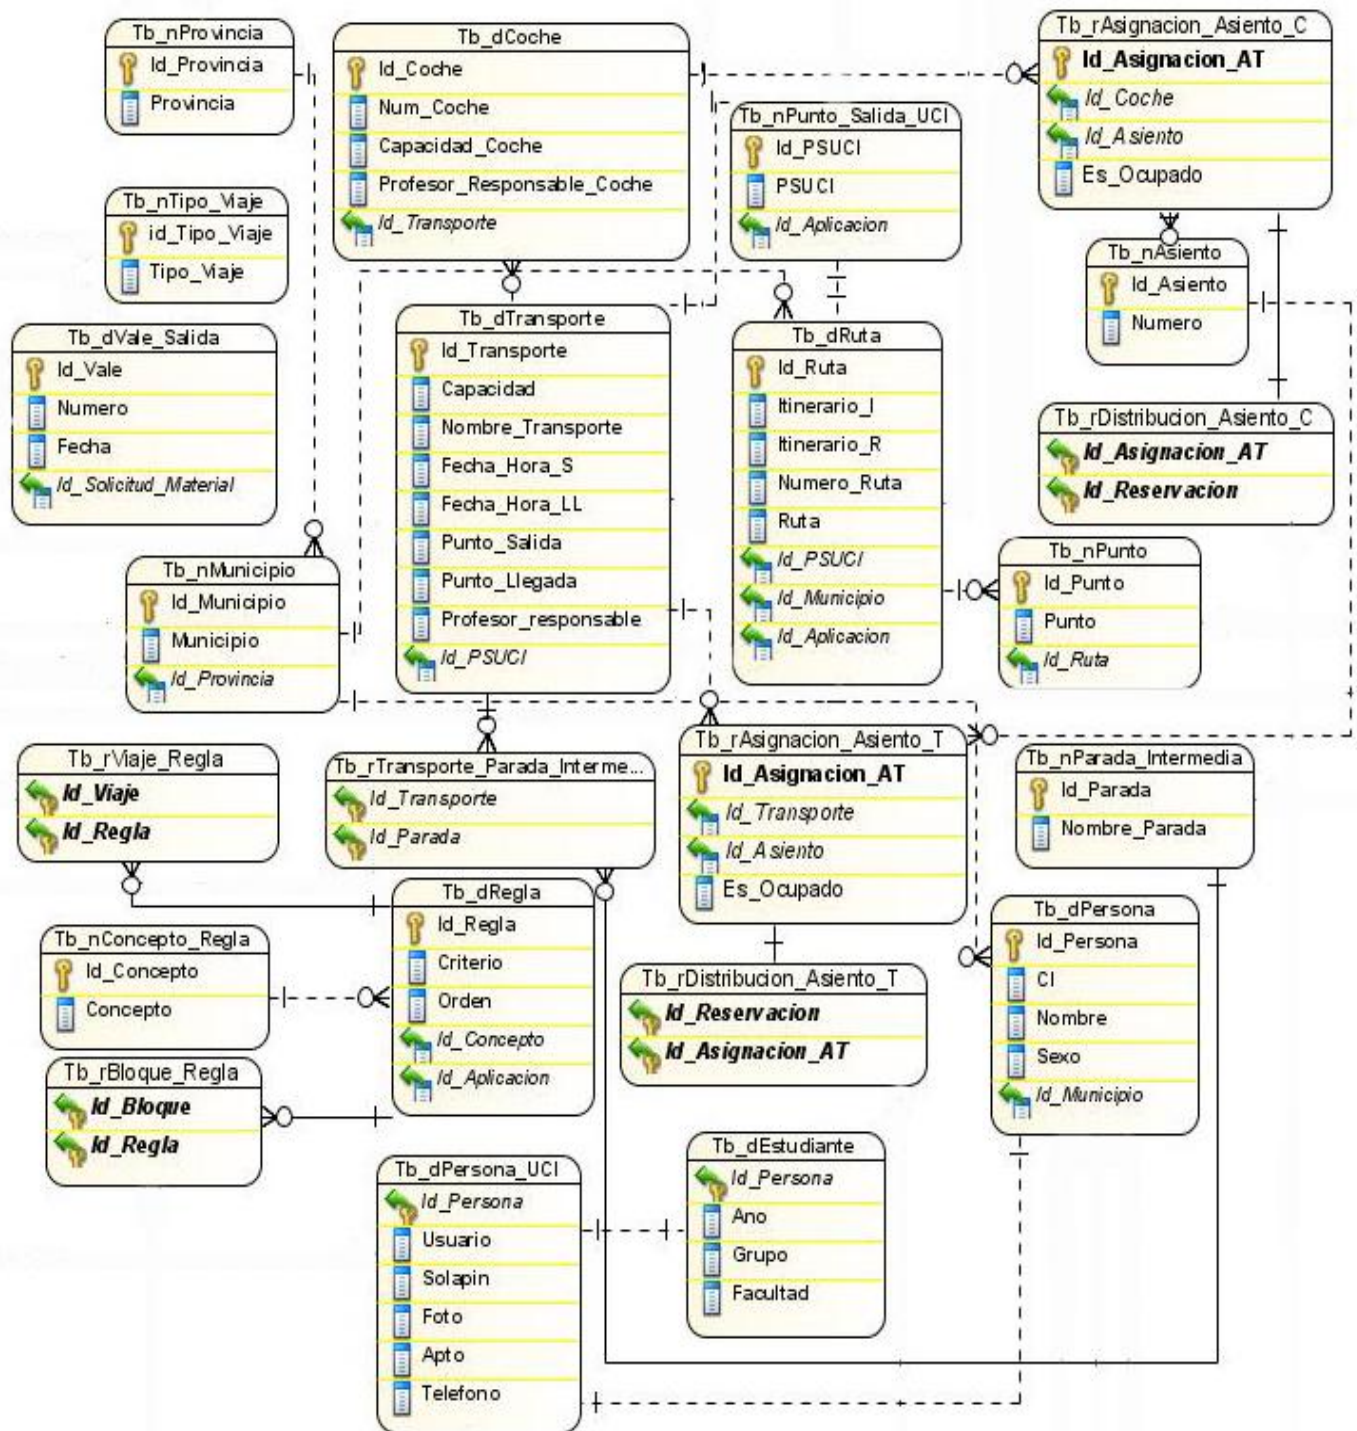 Tb_nProvincia
Id_Provincia
Provincia
Tb_dCoche
Id_Coche
Num_Coche
Capacidad_Coche
Profesor_Responsable_Coche
Id_Transporte
Tb_nPunto_Salida_UCI
Id_PSUCI
PSUCI
Id_Aplicacion
Tb_rAsignacion_Asiento_C
Id_Asignacion_AT
Id_Coche
Id_Asiento
Es_Ocupado
Tb_nTipo_Viaje
id_Tipo_Viaje
Tipo_Viaje
Tb_nAsiento
Id_Asiento
Numero
Tb_dVale_Salida
Id_Vale
Numero
Fecha
Id_Solicitud_Material
Tb_dTransporte
Id_Transporte
Capacidad
Nombre_Transporte
Fecha_Hora_S
Fecha_Hora_LL
Punto_Salida
Punto_Llegada
Profesor_responsable
Id_PSUCI
Tb_dRuta
Id_Ruta
Itinerario_I
Itinerario_R
Numero_Ruta
Ruta
Id_PSUCI
Id_Municipio
Id_Aplicacion
Tb_rDistribucion_Asiento_C
Id_Asignacion_AT
Id_Reservacion
Tb_nPunto
Id_Punto
Punto
Id_Ruta
Tb_nMunicipio
Id_Municipio
Municipio
Id_Provincia
Tb_rViaje_Regla
Id_Viaje
Id_Regla
Tb_rTransporte_Parada_Interme...
Id_Transporte
Id_Parada
Tb_rAsignacion_Asiento_T
Id_Asignacion_AT
Id_Transporte
Id_Asiento
Es_Ocupado
Tb_nParada_Intermedia
Id_Parada
Nombre_Parada
Tb_dRegla
Id_Regla
Criterio
Orden
Id_Concepto
Id_Aplicacion
Tb_nConcepto_Regla
Id_Concepto
Concepto
Tb_dPersona
Id_Persona
CI
Nombre
Sexo
Id_Municipio
Tb_rDistribucion_Asiento_T
Id_Reservacion
Id_Asignacion_AT
Tb_rBloque_Regla
Id_Bloque
Id_Regla
Tb_dPersona_UCI
Id_Persona
Usuario
Solapin
Foto
Apto
Telefono
Tb_dEstudiante
Id_Persona
Ano
Grupo
Facultad